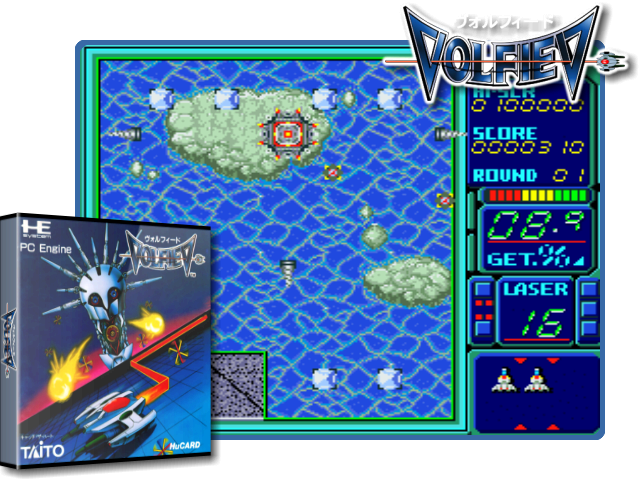 ヴォルフィード
VOLFIED
HI-SCR
0100000
SCORE
0000310
ROUND 01
08.9
GET.%
LASER
16
HE
SYSTEM
PC Engine
ヴォルフィード
VOLFIED
VOLFIED
TAITO
HuCARD